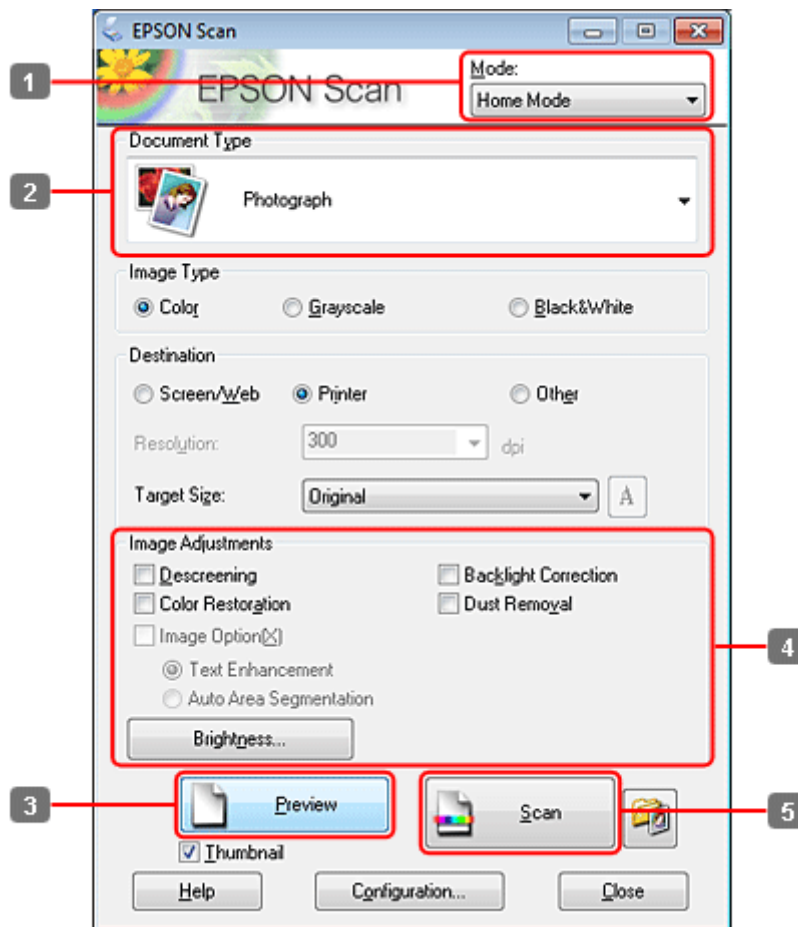 EPSON Scan
EPSON Scan
Mode:
Home Mode
1
Document Type
2
Photograph
Image Type
Color Grayscale Black&White
Destination
Screen/Web Printer Other
Resolution: 300 dpi
Target Size: Original A
Image Adjustments
Descreening Backlight Correction
Color Restoration Dust Removal
Image Option(X)
4
Text Enhancement
Auto Area Segmentation
Brightness...
3 Preview Scan 5
Thumbnail
Help Configuration... Close